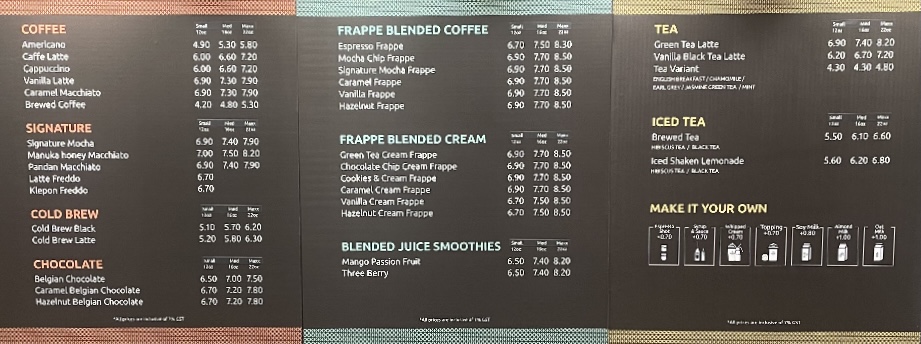 COFFEE Small Med Maxx
12oz 16oz 22oz
Americano 4.90 5.30 5.80
Caffe Latte 6.00 6.60 7.20
Cappuccino 6.00 6.60 7.20
Vanilla Latte 6.90 7.30 7.90
Caramel Macchiato 6.90 7.30 7.90
Brewed Coffee 4.20 4.80 5.30
SIGNATURE Small Med Maxx
12oz 16oz 22oz
Signature Mocha 6.90 7.40 7.90
Manuka honey Macchiato 7.00 7.50 8.20
Pandan Macchiato 6.90 7.40 7.90
Latte Freddo 6.70
Klepon Freddo 6.70
COLD BREW Small Med Maxx
12oz 16oz 22oz
Cold Brew Black 5.10 5.70 6.20
Cold Brew Latte 5.20 5.80 6.30
CHOCOLATE Small Med Maxx
12oz 16oz 22oz
Belgian Chocolate 6.50 7.00 7.50
Caramel Belgian Chocolate 6.70 7.20 7.80
Hazelnut Belgian Chocolate 6.70 7.20 7.80
*All prices are inclusive of 7% GST
FRAPPE BLENDED COFFEE Small Med Maxx
12oz 16oz 22oz
Espresso Frappe 6.70 7.50 8.30
Mocha Chip Frappe 6.90 7.70 8.50
Signature Mocha Frappe 6.90 7.70 8.50
Caramel Frappe 6.90 7.70 8.50
Vanilla Frappe 6.90 7.70 8.50
Hazelnut Frappe 6.90 7.70 8.50
FRAPPE BLENDED CREAM Small Med Maxx
12oz 16oz 22oz
Green Tea Cream Frappe 6.90 7.70 8.50
Chocolate Chip Cream Frappe 6.90 7.70 8.50
Cookies & Cream Frappe 6.90 7.70 8.50
Caramel Cream Frappe 6.90 7.70 8.50
Vanilla Cream Frappe 6.70 7.50 8.50
Hazelnut Cream Frappe 6.70 7.50 8.50
BLENDED JUICE SMOOTHIES Small Med Maxx
12oz 16oz 22oz
Mango Passion Fruit 6.50 7.40 8.20
Three Berry 6.50 7.40 8.20
*All prices are inclusive of 7% GST
TEA Small Med Maxx
12oz 16oz 22oz
Green Tea Latte 6.90 7.40 8.20
Vanilla Black Tea Latte 6.20 6.70 7.20
Tea Variant 4.30 4.30 4.80
ENGLISH BREAKFAST / CHAMOMILE /
EARL GREY / JASMINE GREEN TEA / MINT
ICED TEA Small Med Maxx
12oz 16oz 22oz
Brewed Tea 5.50 6.10 6.60
HIBISCUS TEA / BLACK TEA
Iced Shaken Lemonade 5.60 6.20 6.80
HIBISCUS TEA / BLACK TEA
MAKE IT YOUR OWN
Espresso Shot +0.70
Syrup & Sauce +0.70
Whipped Cream +0.70
Topping +0.70
Soy Milk +0.80
Almond Milk +1.00
Oat Milk +1.00
*All prices are inclusive of 7% GST